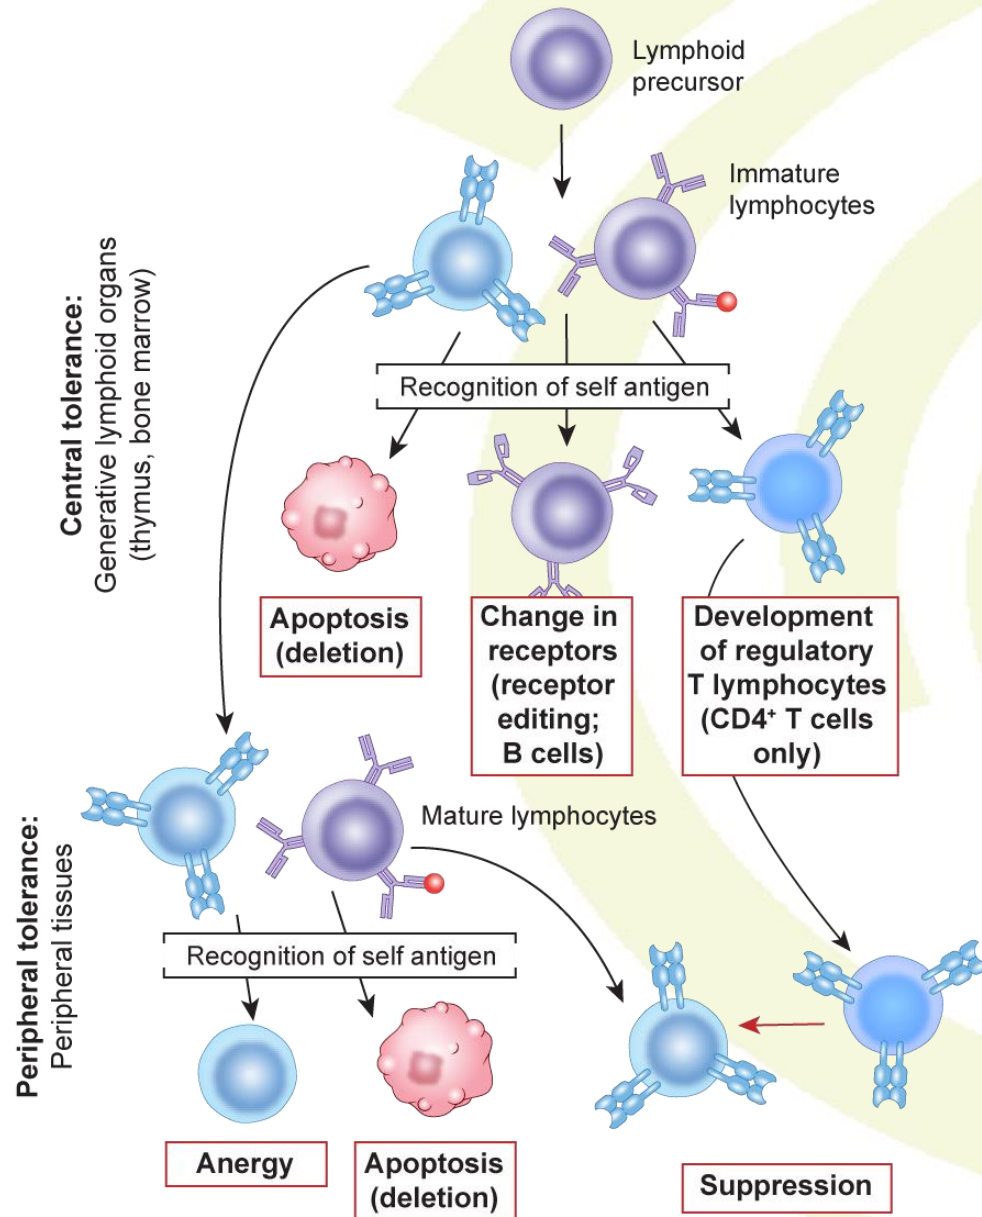 Lymphoid
precursor
Immature
lymphocytes
Central tolerance:
Generative lymphoid organs
(thymus, bone marrow)
Recognition of self antigen
Apoptosis
(deletion)
Change in
receptors
(receptor
editing;
B cells)
Development
of regulatory
T lymphocytes
(CD4⁺ T cells
only)
Peripheral tolerance:
Peripheral tissues
Mature lymphocytes
Recognition of self antigen
Anergy
Apoptosis
(deletion)
Suppression